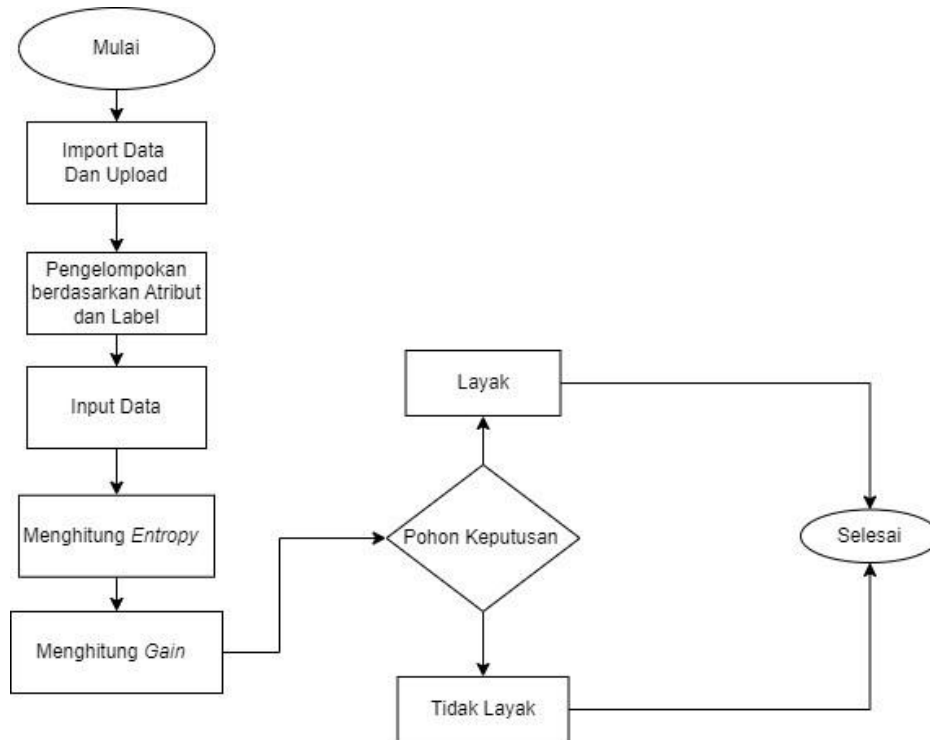 Mulai
Import Data
Dan Upload
Pengelompokan
berdasarkan Atribut
dan Label
Input Data
Menghitung Entropy
Menghitung Gain
Layak
Pohon Keputusan
Tidak Layak
Selesai